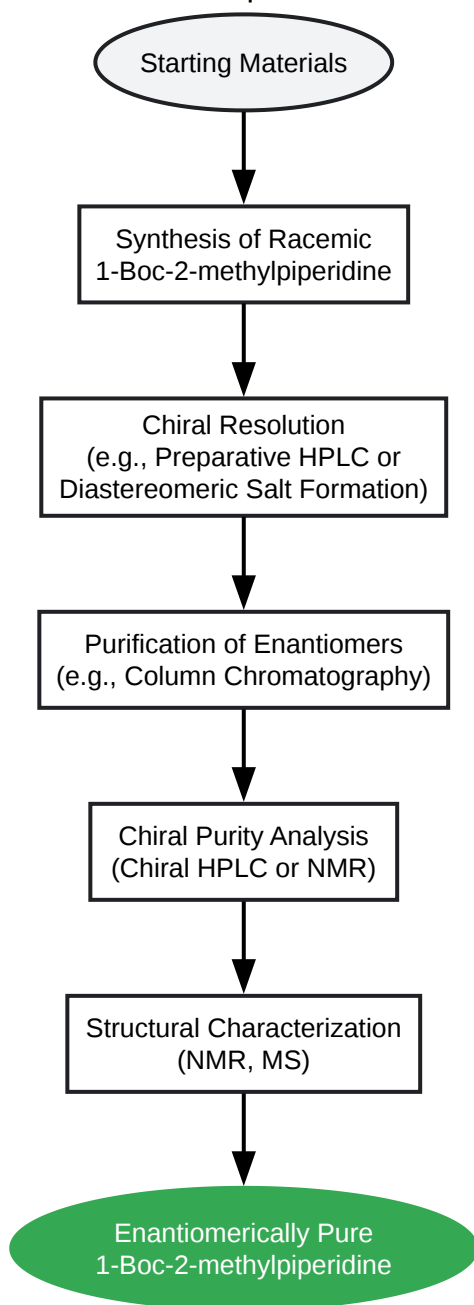 Starting Materials
Synthesis of Racemic
1-Boc-2-methylpiperidine
Chiral Resolution
(e.g., Preparative HPLC or
Diastereomeric Salt Formation)
Purification of Enantiomers
(e.g., Column Chromatography)
Chiral Purity Analysis
(Chiral HPLC or NMR)
Structural Characterization
(NMR, MS)
Enantiomerically Pure
1-Boc-2-methylpiperidine